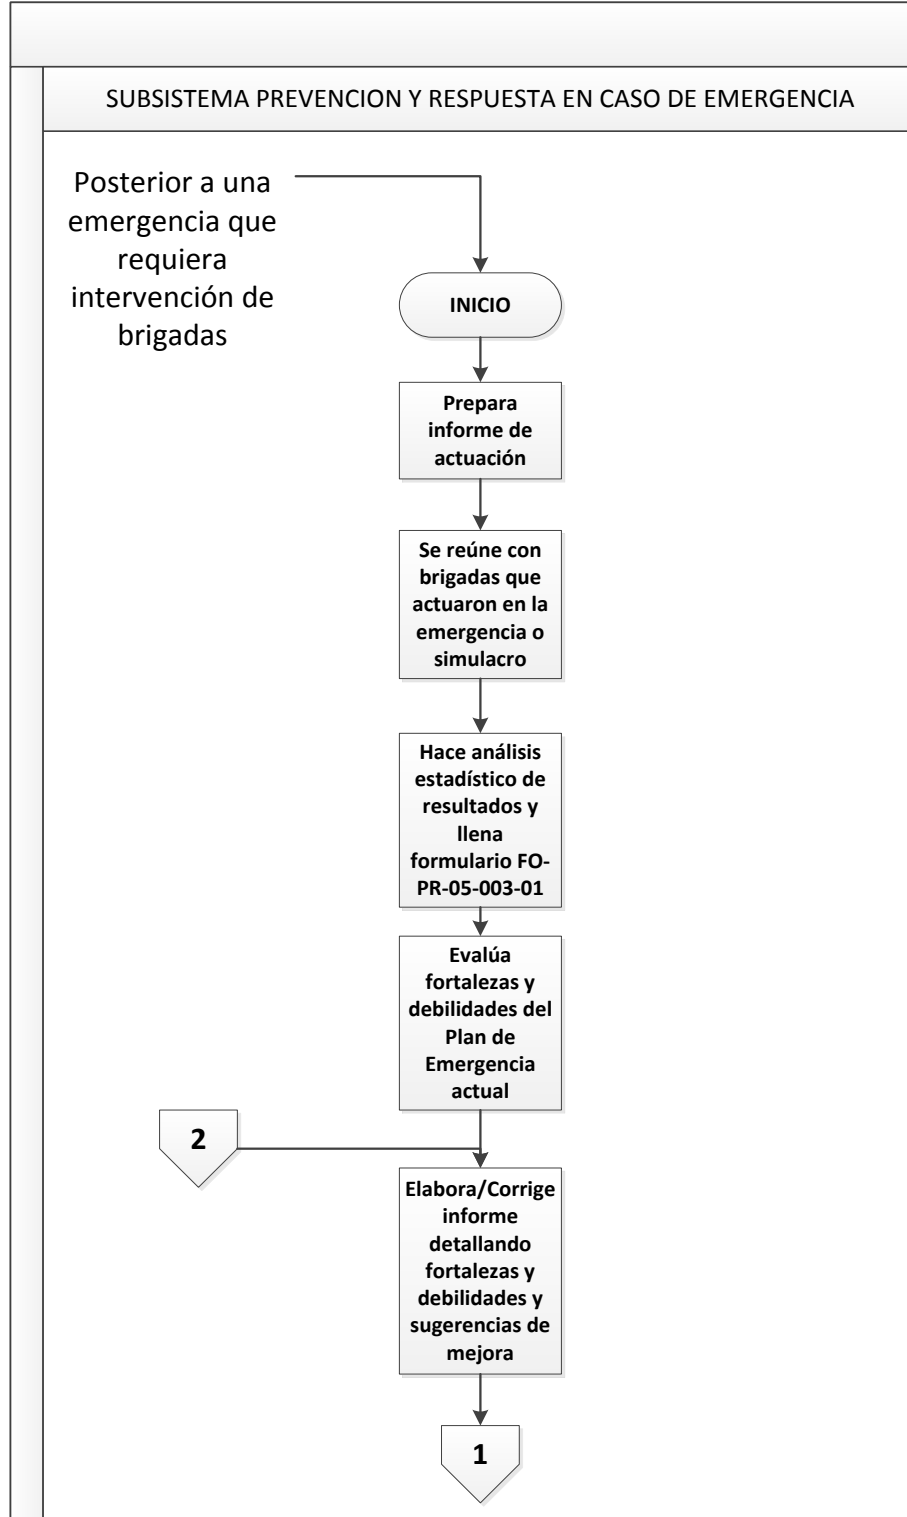 SUBSISTEMA PREVENCION Y RESPUESTA EN CASO DE EMERGENCIA
Posterior a una
emergencia que
requiera
intervención de
brigadas
INICIO
Prepara
informe de
actuación
Se reúne con
brigadas que
actuaron en la
emergencia o
simulacro
Hace análisis
estadístico de
resultados y
llena
formulario FO-
PR-05-003-01
Evalúa
fortalezas y
debilidades del
Plan de
Emergencia
actual
2
Elabora/Corrige
informe
detallando
fortalezas y
debilidades y
sugerencias de
mejora
1